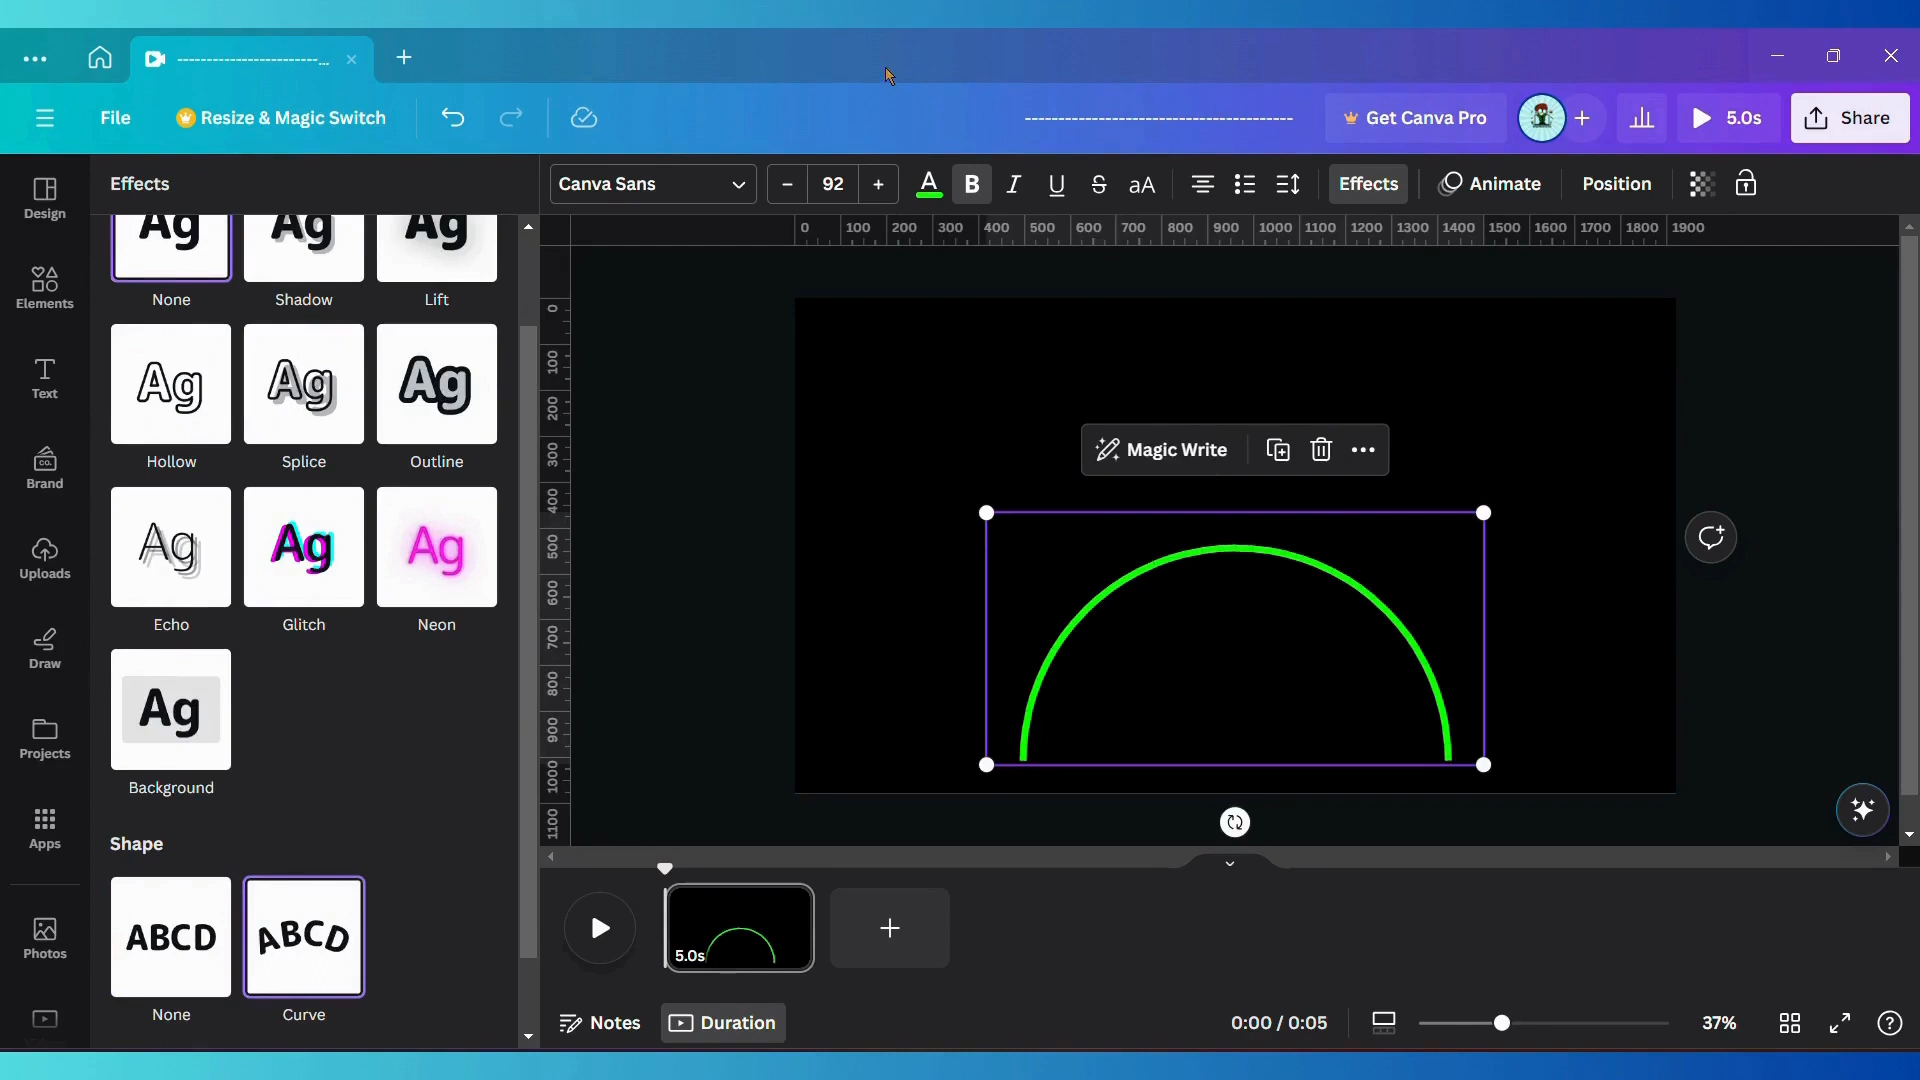 ------------------------...
File
Resize & Magic Switch
---------------------------------------
Get Canva Pro
5.0s
Share
Design
Elements
Text
CO.
Brand
Uploads
Draw
Projects
Apps
Photos
Effects
Ag Ag Ag
None Shadow Lift
Ag Ag Ag
Hollow Splice Outline
Ag Ag Ag
Echo Glitch Neon
Ag
Background
Shape
ABCD ABCD
None Curve
Canva Sans
– 92 +
A B I U S aA
Effects
Animate
Position
0 100 200 300 400 500 600 700 800 900 1000 1100 1200 1300 1400 1500 1600 1700 1800 1900
0 100 200 300 400 500 600 700 800 900 1000 1100
Magic Write
5.0s
Notes
Duration
0:00 / 0:05
37%